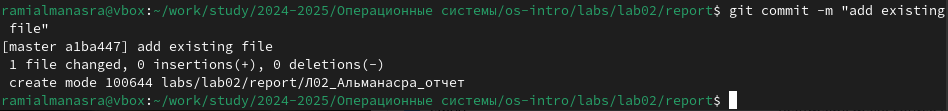 ramialmanasra@vbox:~/work/study/2024-2025/Операционные системы/os-intro/labs/lab02/report$ git commit -m "add existing
 file"
[master a1ba447] add existing file
 1 file changed, 0 insertions(+), 0 deletions(-)
 create mode 100644 labs/lab02/report/Л02_Альманасра_отчет
ramialmanasra@vbox:~/work/study/2024-2025/Операционные системы/os-intro/labs/lab02/report$